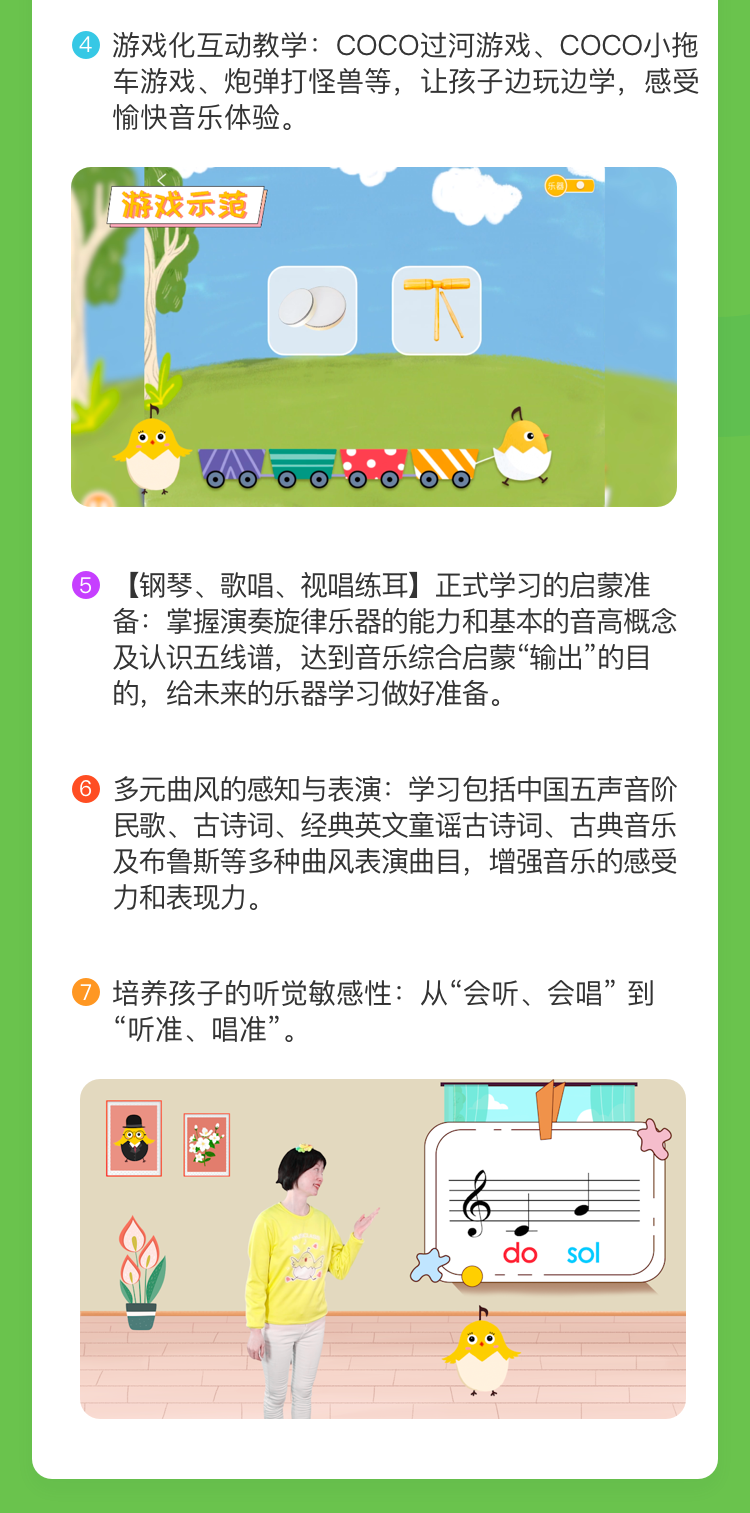 4 游戏化互动教学：COCO过河游戏、COCO小拖
车游戏、炮弹打怪兽等，让孩子边玩边学，感受
愉快音乐体验。
游戏示范
乐器
5 【钢琴、歌唱、视唱练耳】正式学习的启蒙准
备：掌握演奏旋律乐器的能力和基本的音高概念
及认识五线谱，达到音乐综合启蒙“输出”的目
的，给未来的乐器学习做好准备。
6 多元曲风的感知与表演：学习包括中国五声音阶
民歌、古诗词、经典英文童谣古诗词、古典音乐
及布鲁斯等多种曲风表演曲目，增强音乐的感受
力和表现力。
7 培养孩子的听觉敏感性：从“会听、会唱” 到
“听准、唱准”。
do sol